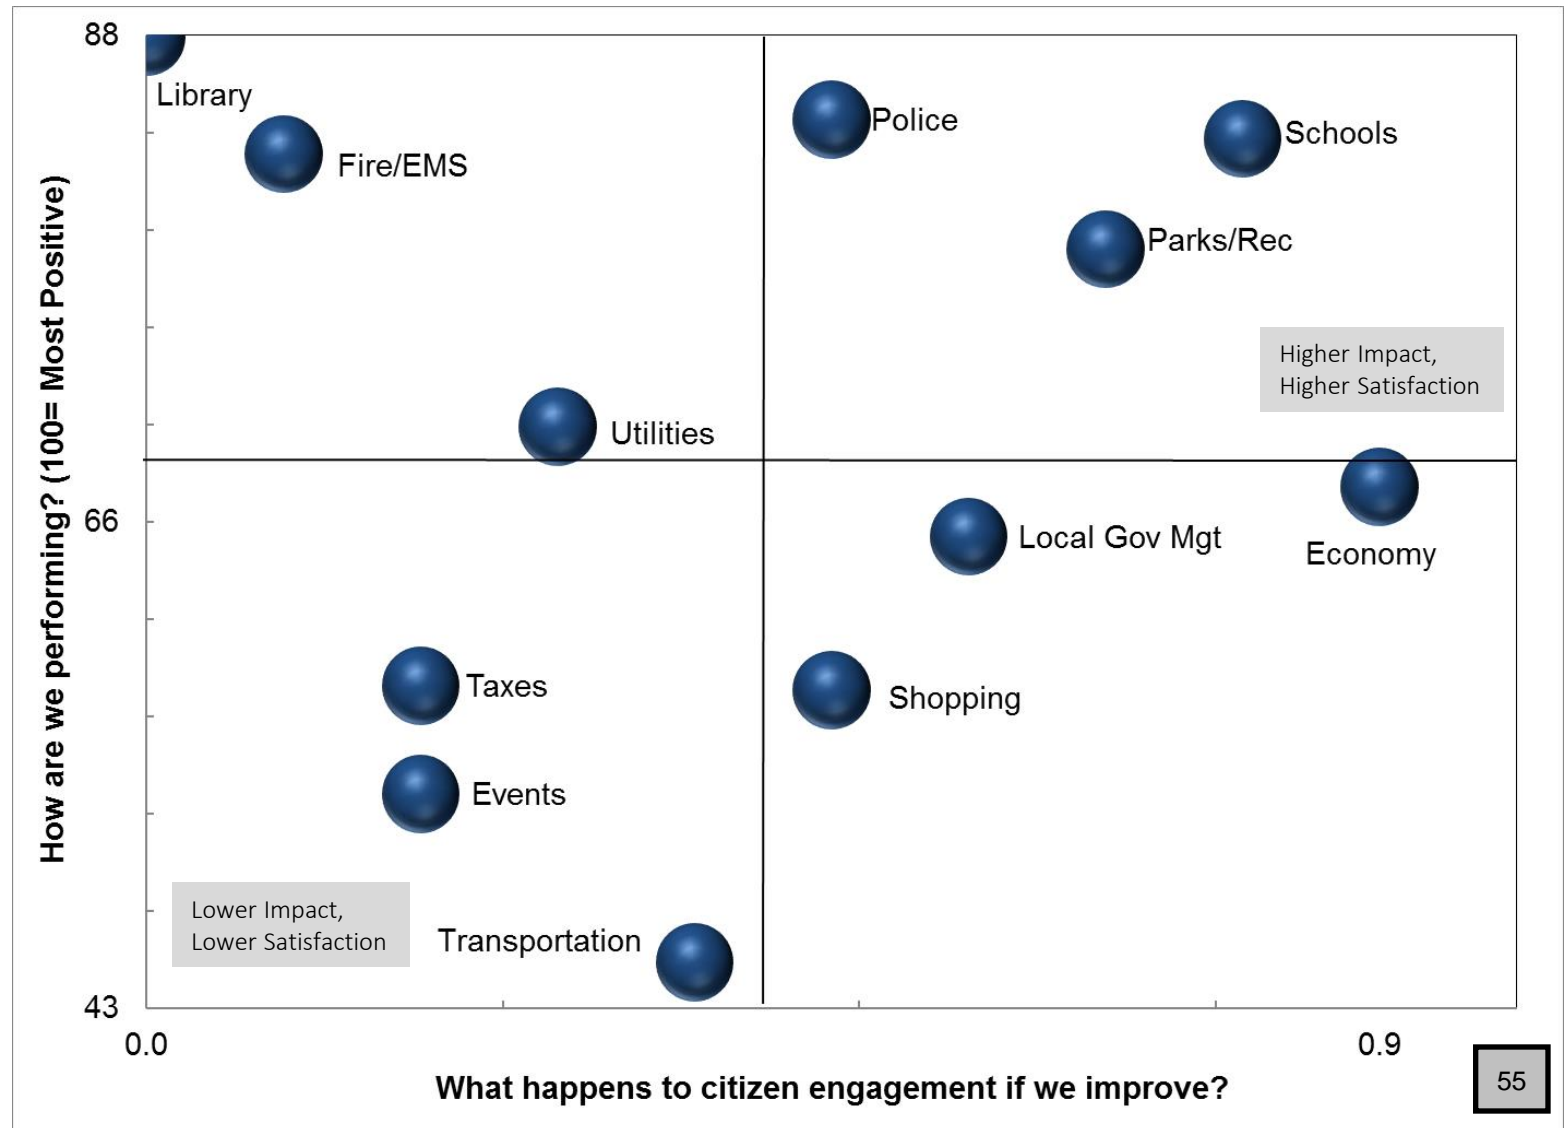 88
Library
Police
Schools
Fire/EMS
Parks/Rec
How are we performing? (100= Most Positive)
Higher Impact,
Higher Satisfaction
Utilities
66
Local Gov Mgt
Economy
Taxes
Shopping
Events
Lower Impact,
Lower Satisfaction
Transportation
43
0.0
0.9
What happens to citizen engagement if we improve?
55